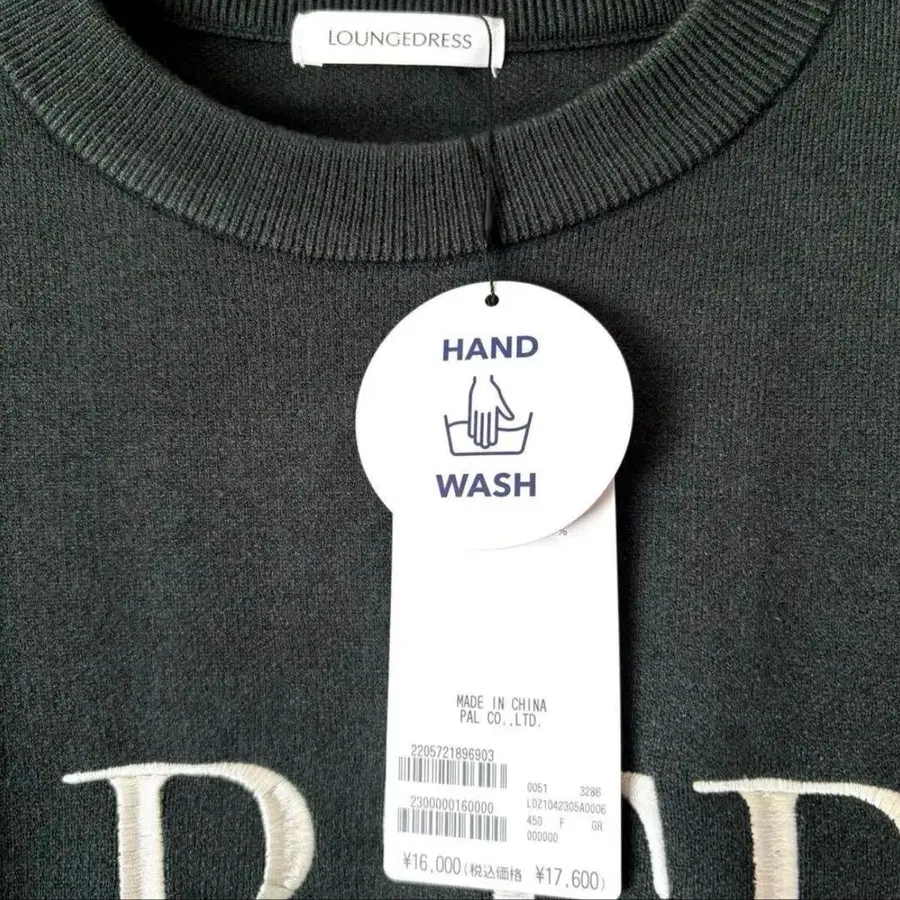 LOUNGEDRESS
HAND
WASH
%
MADE IN CHINA
PAL CO.,LTD.
2205721896903
0051 3286
2300000160000
LDZ1042305A0006
450 F GR
000000
¥16,000(税込価格 ¥17,600)